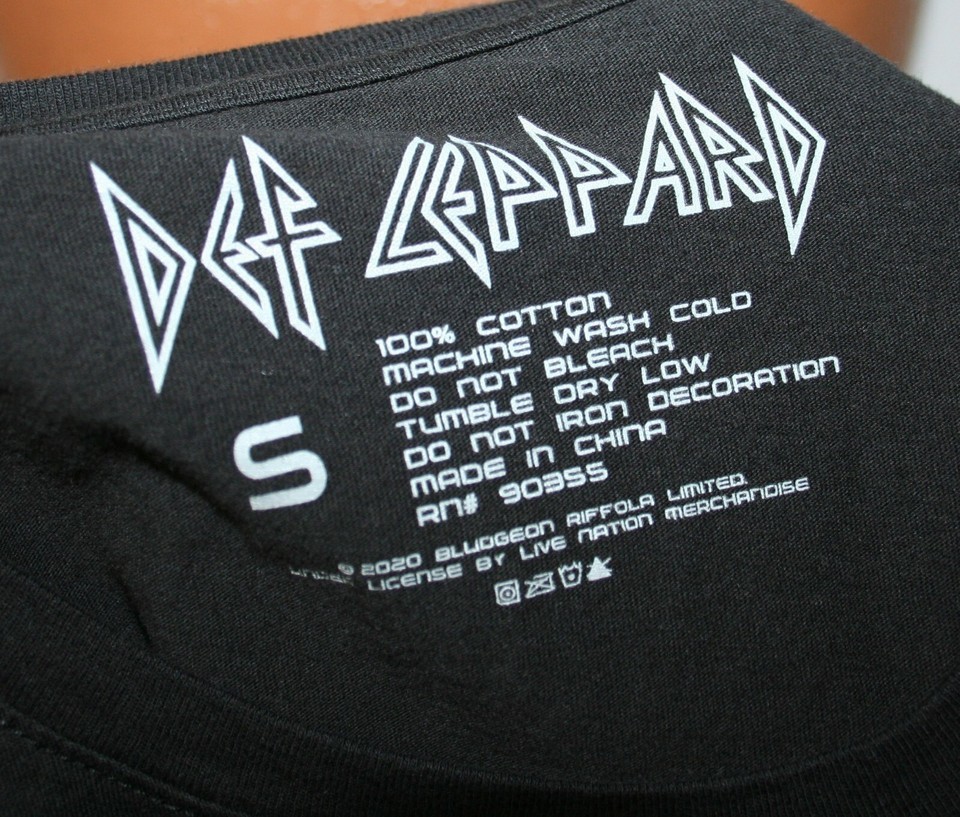 DEF LEPPARD
100% COTTON
MACHINE WASH COLD
DO NOT BLEACH
TUMBLE DRY LOW
DO NOT IRON DECORATION
MADE IN CHINA
RN# 90355
S
© 2020 BLUDGEON RIFFOLA LIMITED.
UNDER LICENSE BY LIVE NATION MERCHANDISE